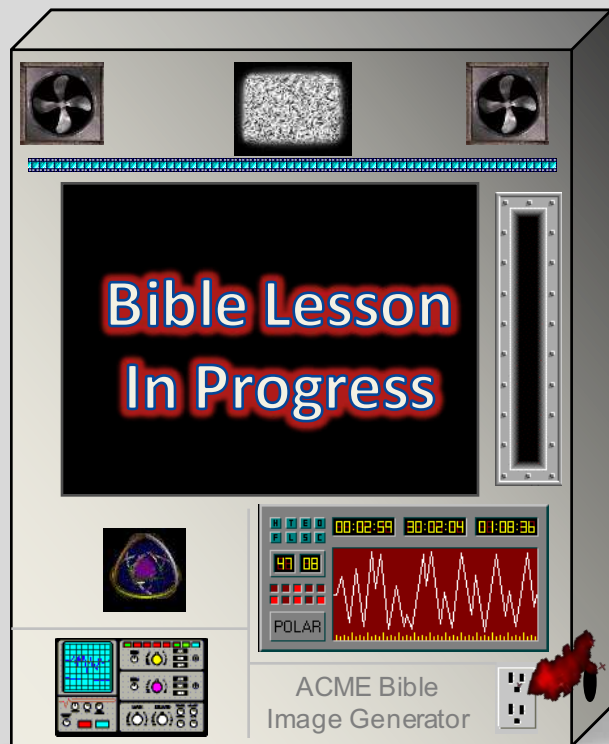 Bible Lesson
In Progress
H T E D
F L S C
00:02:59 30:02:04 01:08:36
47 08
POLAR
ACME Bible
Image Generator